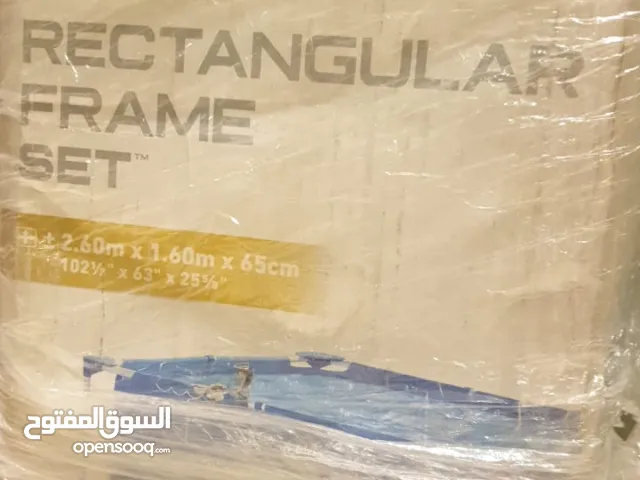 RECTANGULAR
FRAME
SET™
± 2.60m x 1.60m x 65cm
102½" x 63" x 25⅝"
السوق المفتوح
opensooq.com